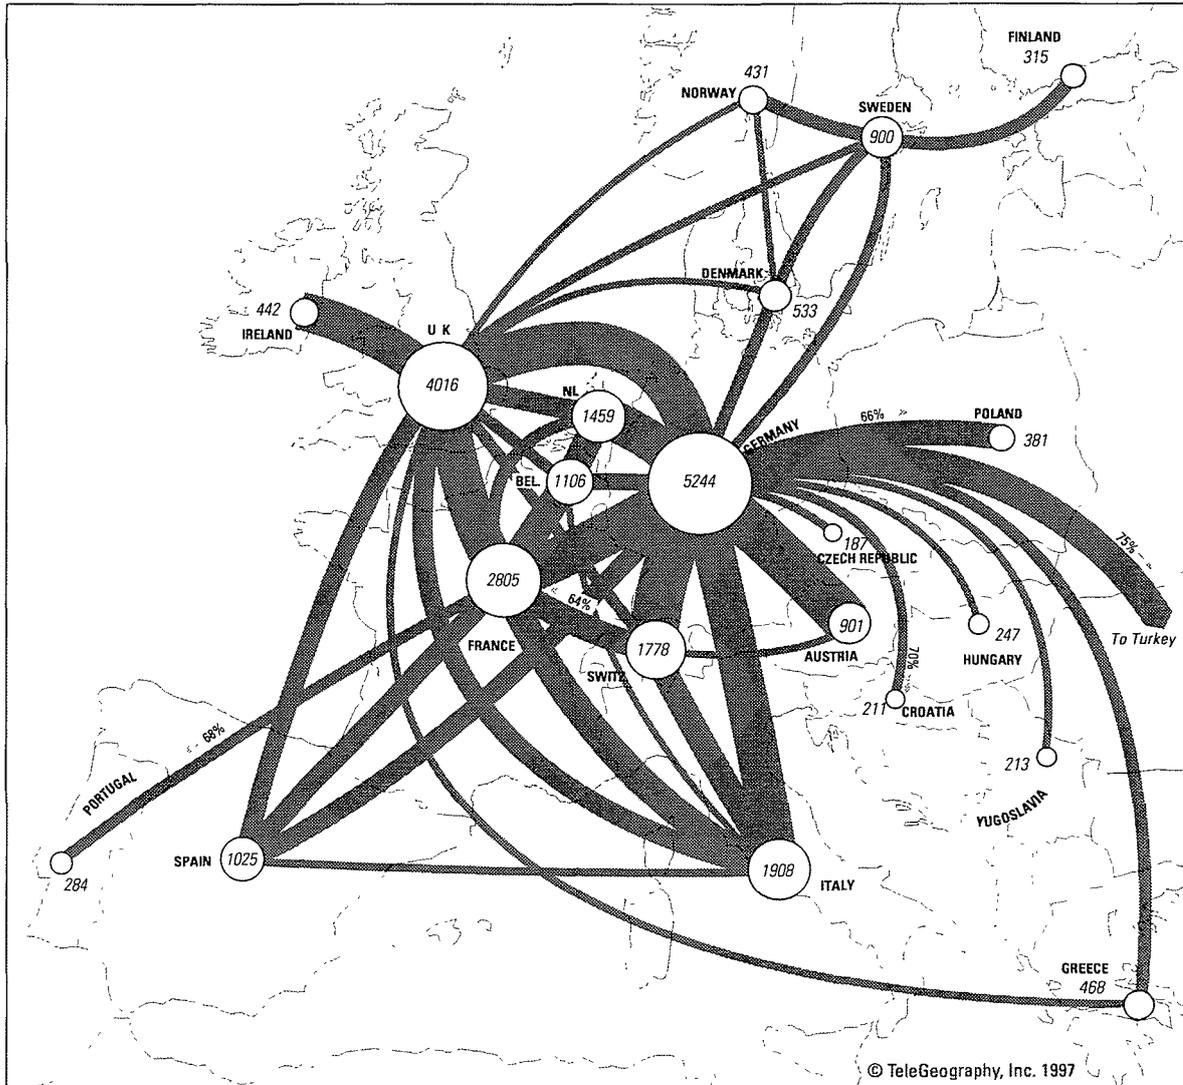 FINLAND
315
431
NORWAY
SWEDEN
900
DENMARK
533
442
IRELAND
U K
4016
NL
1459
GERMANY
66%
POLAND
381
BEL.
1106
5244
75%
187
CZECH REPUBLIC
2805
64%
To Turkey
FRANCE
1778
SWITZ
901
AUSTRIA
247
HUNGARY
70%
211
CROATIA
68%
213
YUGOSLAVIA
PORTUGAL
284
SPAIN
1025
1908
ITALY
GREECE
468
© TeleGeography, Inc. 1997